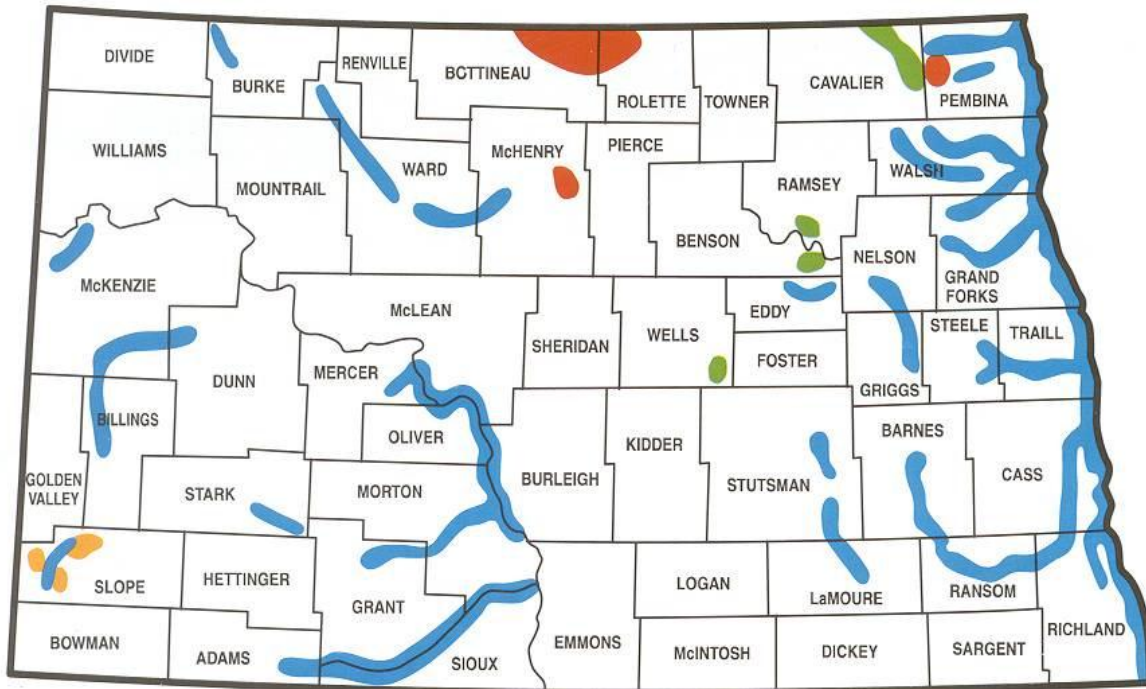 DIVIDE
BURKE
RENVILLE
BOTTINEAU
ROLETTE
TOWNER
CAVALIER
PEMBINA
WILLIAMS
MOUNTRAIL
WARD
McHENRY
PIERCE
RAMSEY
WALSH
BENSON
NELSON
GRAND
FORKS
McKENZIE
McLEAN
SHERIDAN
WELLS
EDDY
FOSTER
GRIGGS
STEELE
TRAILL
DUNN
MERCER
OLIVER
BILLINGS
GOLDEN
VALLEY
STARK
MORTON
BURLEIGH
KIDDER
STUTSMAN
BARNES
CASS
SLOPE
HETTINGER
GRANT
LOGAN
LaMOURE
RANSOM
RICHLAND
BOWMAN
ADAMS
SIOUX
EMMONS
McINTOSH
DICKEY
SARGENT